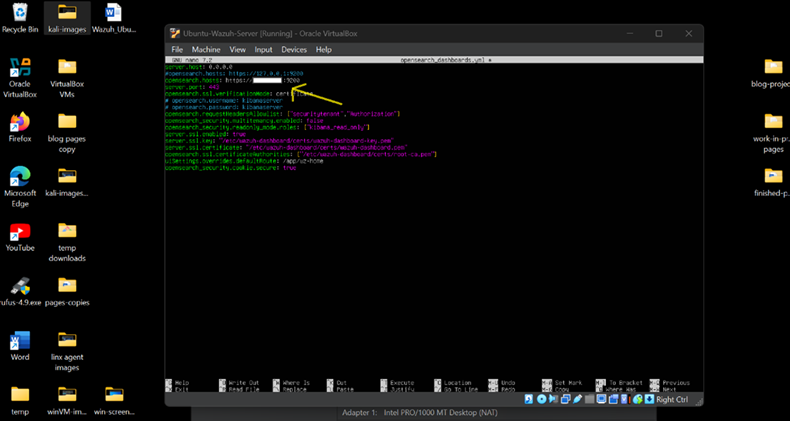 Recycle Bin
kali-images
Wazuh_Ubu...
Oracle VirtualBox
VirtualBox VMs
Firefox
blog pages copy
Microsoft Edge
kali-images...
YouTube
temp downloads
rufus-4.9.exe
pages-copies
Word
linx agent images
temp
winVM-im...
win-screen...
Ubuntu-Wazuh-Server [Running] - Oracle VirtualBox
File Machine View Input Devices Help
GNU nano 7.2 opensearch_dashboards.yml *
server.host: 0.0.0.0
#opensearch.hosts: https://127.0.0.1:9200
opensearch.hosts: https:// :9200
server.port: 443
opensearch.ssl.verificationMode:
# opensearch.username: kibanaserver
# opensearch.password: kibanaserver
opensearch.requestHeadersAllowlist: ["securitytenant","Authorization"]
opensearch_security.multitenancy.enabled: false
opensearch_security.readonly_mode.roles: ["kibana_read_only"]
server.ssl.enabled: true
server.ssl.key: "/etc/wazuh-dashboard/certs/wazuh-dashboard-key.pem"
server.ssl.certificate: "/etc/wazuh-dashboard/certs/wazuh-dashboard.pem"
opensearch.ssl.certificateAuthorities: ["/etc/wazuh-dashboard/certs/root-ca.pem"]
uiSettings.overrides.defaultRoute: /app/wz-home
opensearch_security.cookie.secure: true
^G Help ^O Write Out ^W Where Is ^K Cut ^T Execute ^C Location M-U Undo M-A Set Mark M-] To Bracket M-Q Previous
^X Exit ^R Read File ^\ Replace ^U Paste ^J Justify ^/ Go To Line M-E Redo M-6 Copy ^Q Where Was M-W Next
Right Ctrl
Adapter 1: Intel PRO/1000 MT Desktop (NAT)
blog-proje
work-in-p pages
finished-p